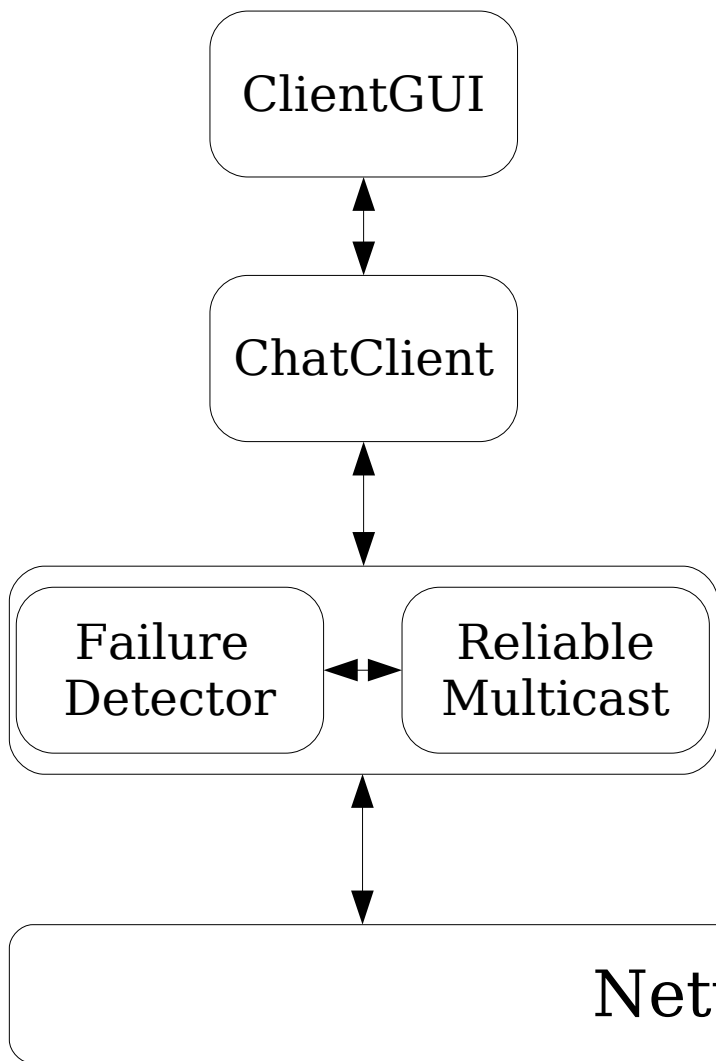 ClientGUI
ChatClient
Failure
Detector
Reliable
Multicast